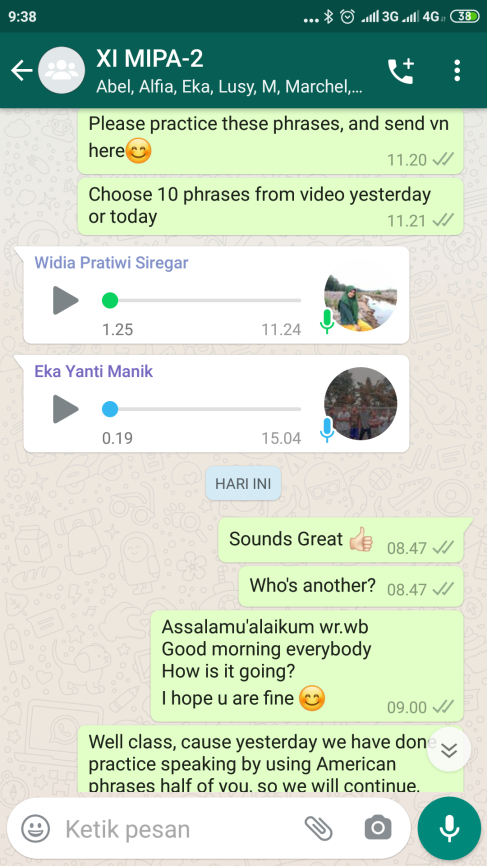 9:38
3G 4G 38
XI MIPA-2
Abel, Alfia, Eka, Lusy, M, Marchel,...
Please practice these phrases, and send vn
here😊
11.20
Choose 10 phrases from video yesterday
or today
11.21
Widia Pratiwi Siregar
1.25 11.24
Eka Yanti Manik
0.19 15.04
HARI INI
Sounds Great 👍🏻 08.47
Who's another? 08.47
Assalamu'alaikum wr.wb
Good morning everybody
How is it going?
I hope u are fine 😊
09.00
Well class, cause yesterday we have done
practice speaking by using American
phrases half of you, so we will continue.
Ketik pesan